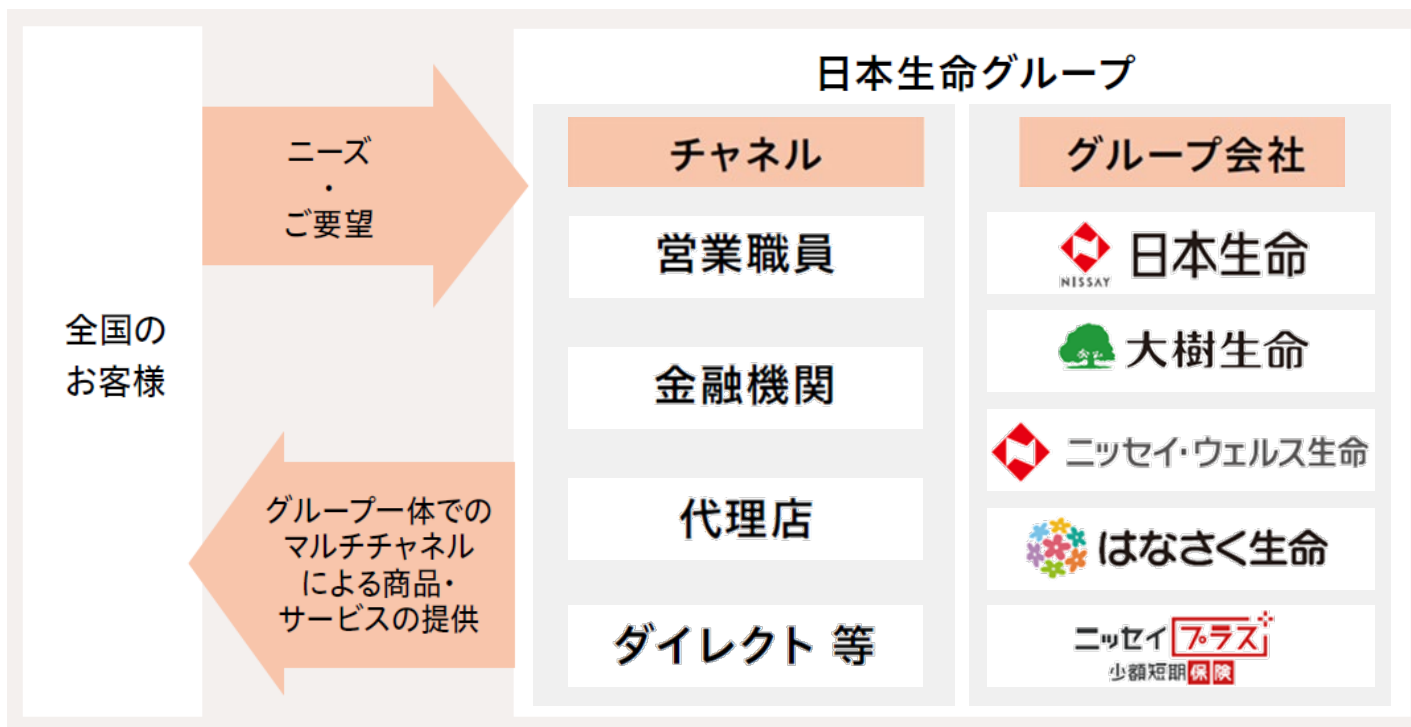 全国の
お客様
ニーズ
・
ご要望
グループ一体での
マルチチャネル
による商品・
サービスの提供
日本生命グループ
チャネル
営業職員
金融機関
代理店
ダイレクト 等
グループ会社
NISSAY 日本生命
大樹生命
ニッセイ・ウェルス生命
はなさく生命
ニッセイプラス
少額短期保険